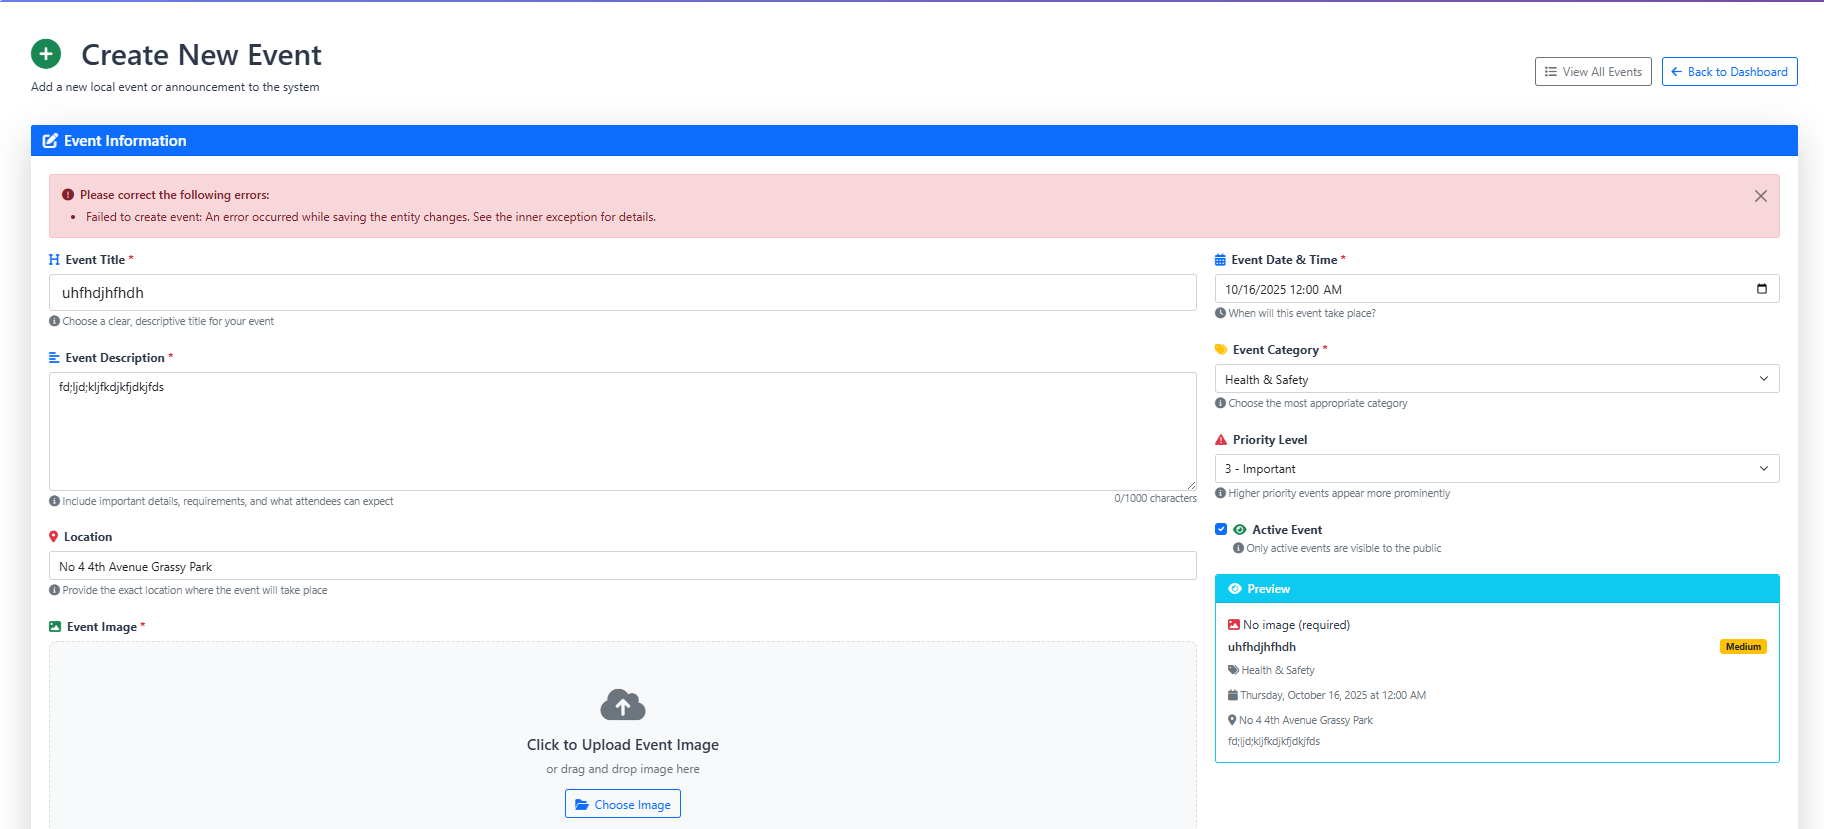 Create New Event
Add a new local event or announcement to the system
View All Events
Back to Dashboard
Event Information
Please correct the following errors:
Failed to create event: An error occurred while saving the entity changes. See the inner exception for details.
Event Title *
uhfhdjhfhdh
Choose a clear, descriptive title for your event
Event Description *
fd;ljd;kljfkdjkfjdkjfds
Include important details, requirements, and what attendees can expect
0/1000 characters
Location
No 4 4th Avenue Grassy Park
Provide the exact location where the event will take place
Event Image *
Click to Upload Event Image
or drag and drop image here
Choose Image
Event Date & Time *
10/16/2025 12:00 AM
When will this event take place?
Event Category *
Health & Safety
Choose the most appropriate category
Priority Level
3 - Important
Higher priority events appear more prominently
Active Event
Only active events are visible to the public
Preview
No image (required)
uhfhdjhfhdh
Medium
Health & Safety
Thursday, October 16, 2025 at 12:00 AM
No 4 4th Avenue Grassy Park
fd;ljd;kljfkdjkfjdkjfds